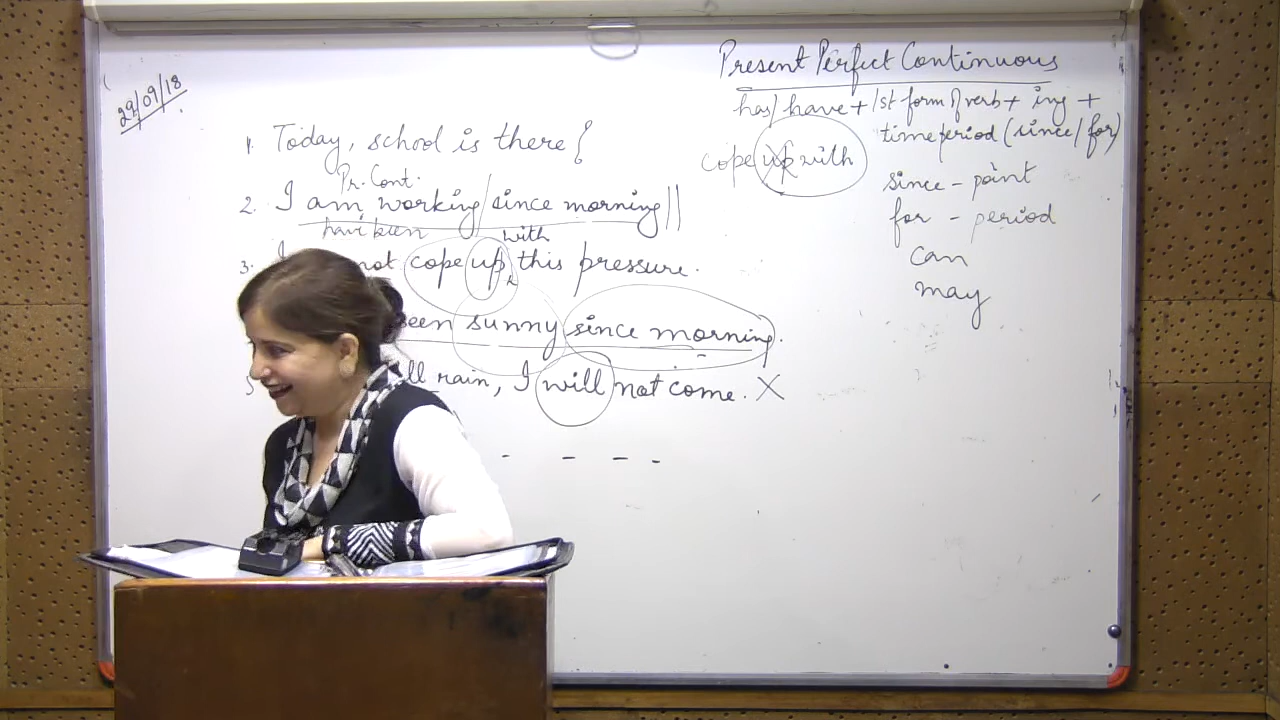 29/09/18
1. Today, school is there {
Pr. Cont.
2. I am working / since morning ||
have been
with
3. I not cope up this pressure.
een sunny since morning.
5 ll rain, I will not come. X
- - - -
Present Perfect Continuous
has/ have + 1st form of verb + ing +
time period (since / for)
cope up with
since - point
for - period
can
may